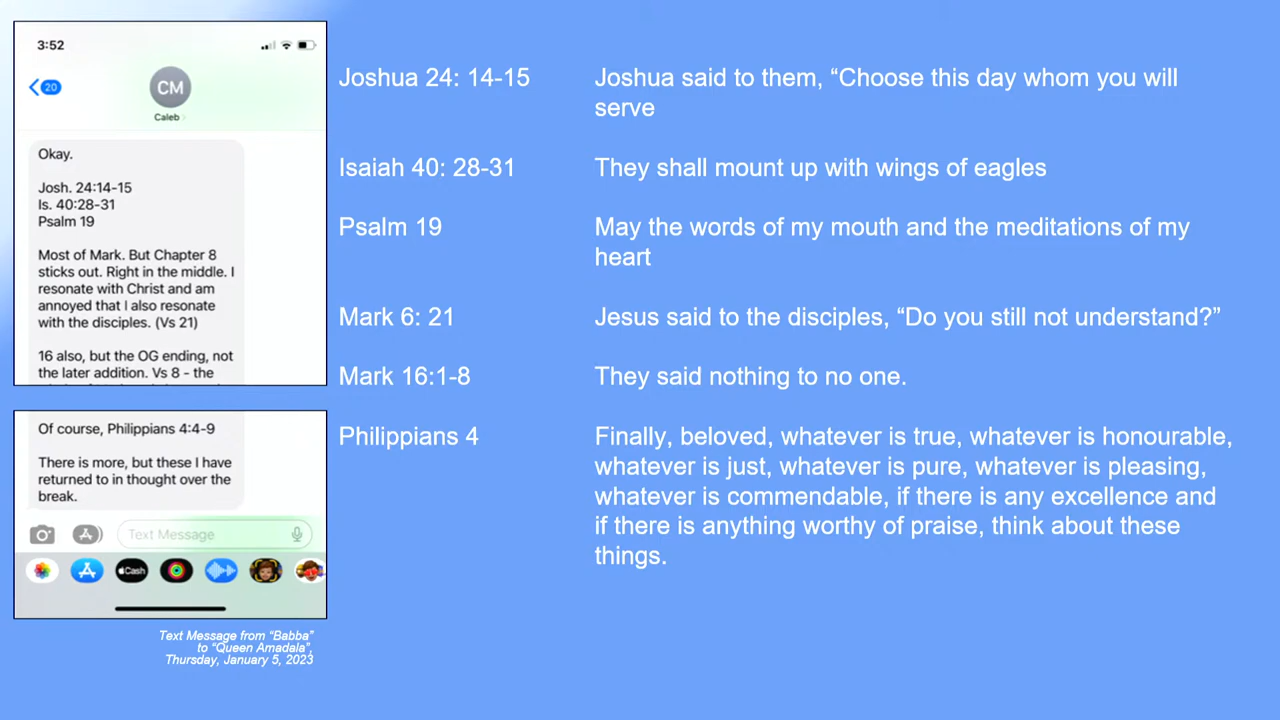 3:52
20
CM
Caleb
Okay.
Josh. 24:14-15
Is. 40:28-31
Psalm 19
Most of Mark. But Chapter 8
sticks out. Right in the middle. I
resonate with Christ and am
annoyed that I also resonate
with the disciples. (Vs 21)
16 also, but the OG ending, not
the later addition. Vs 8 - the
Of course, Philippians 4:4-9
There is more, but these I have
returned to in thought over the
break.
Text Message
Cash
Text Message from “Babba”
to “Queen Amadala”,
Thursday, January 5, 2023
Joshua 24: 14-15
Joshua said to them, “Choose this day whom you will
serve
Isaiah 40: 28-31
They shall mount up with wings of eagles
Psalm 19
May the words of my mouth and the meditations of my
heart
Mark 6: 21
Jesus said to the disciples, “Do you still not understand?”
Mark 16:1-8
They said nothing to no one.
Philippians 4
Finally, beloved, whatever is true, whatever is honourable,
whatever is just, whatever is pure, whatever is pleasing,
whatever is commendable, if there is any excellence and
if there is anything worthy of praise, think about these
things.